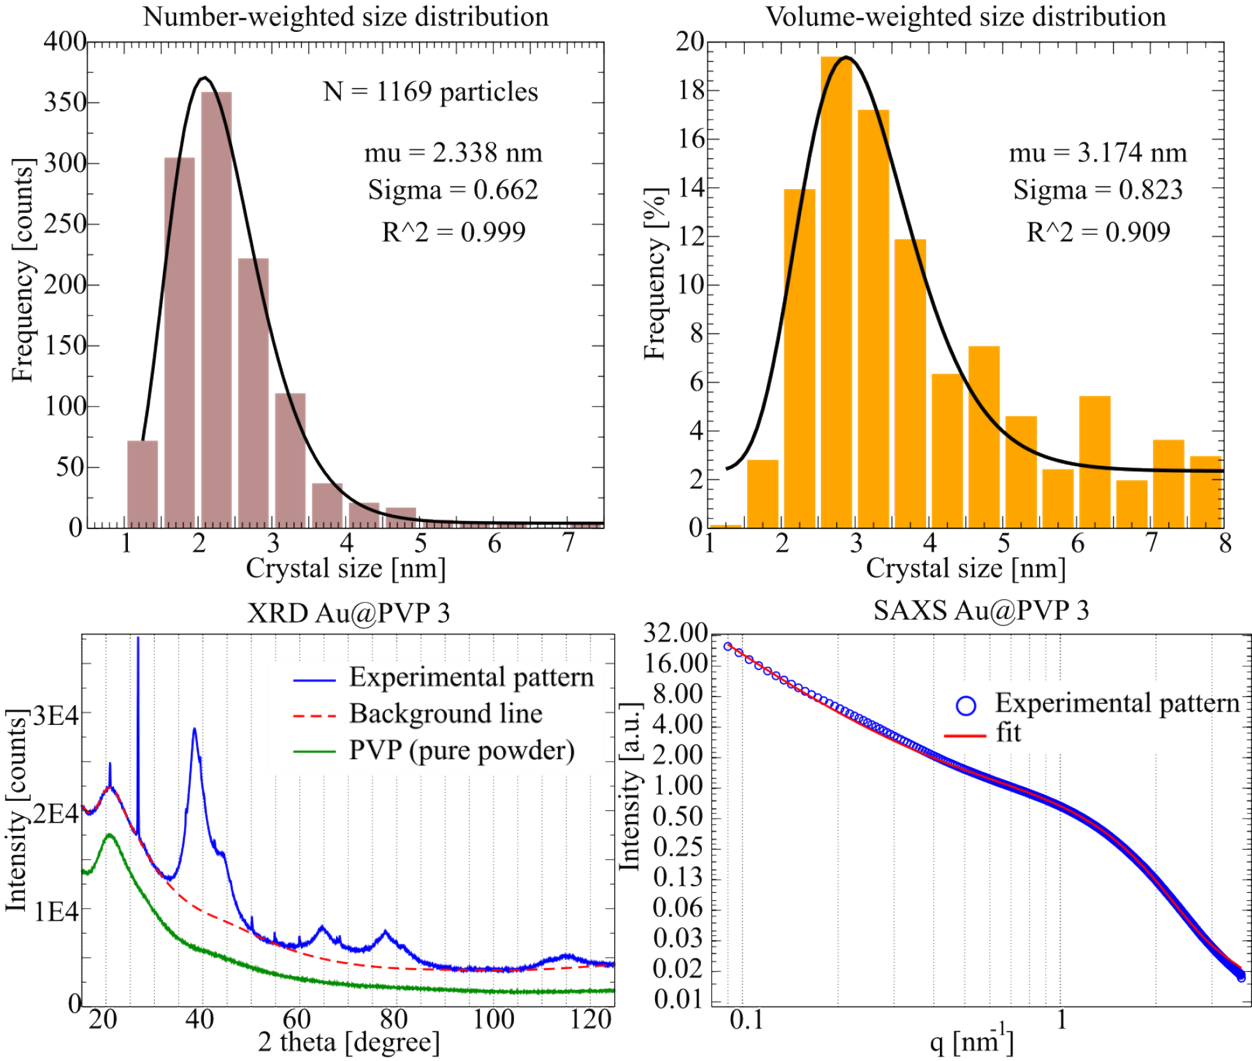 Number-weighted size distribution
400
350
300
250
200
150
100
50
0
Frequency [counts]
N = 1169 particles
mu = 2.338 nm
Sigma = 0.662
R^2 = 0.999
1 2 3 4 5 6 7
Crystal size [nm]
Volume-weighted size distribution
20
18
16
14
12
10
8
6
4
2
0
Frequency [%]
mu = 3.174 nm
Sigma = 0.823
R^2 = 0.909
1 2 3 4 5 6 7 8
Crystal size [nm]
XRD Au@PVP 3
3E4
2E4
1E4
0
Intensity [counts]
Experimental pattern
Background line
PVP (pure powder)
20 40 60 80 100 120
2 theta [degree]
SAXS Au@PVP 3
32.00
16.00
8.00
4.00
2.00
1.00
0.50
0.25
0.13
0.06
0.03
0.02
0.01
Intensity [a.u.]
Experimental pattern
fit
0.1 1
q [nm-1]